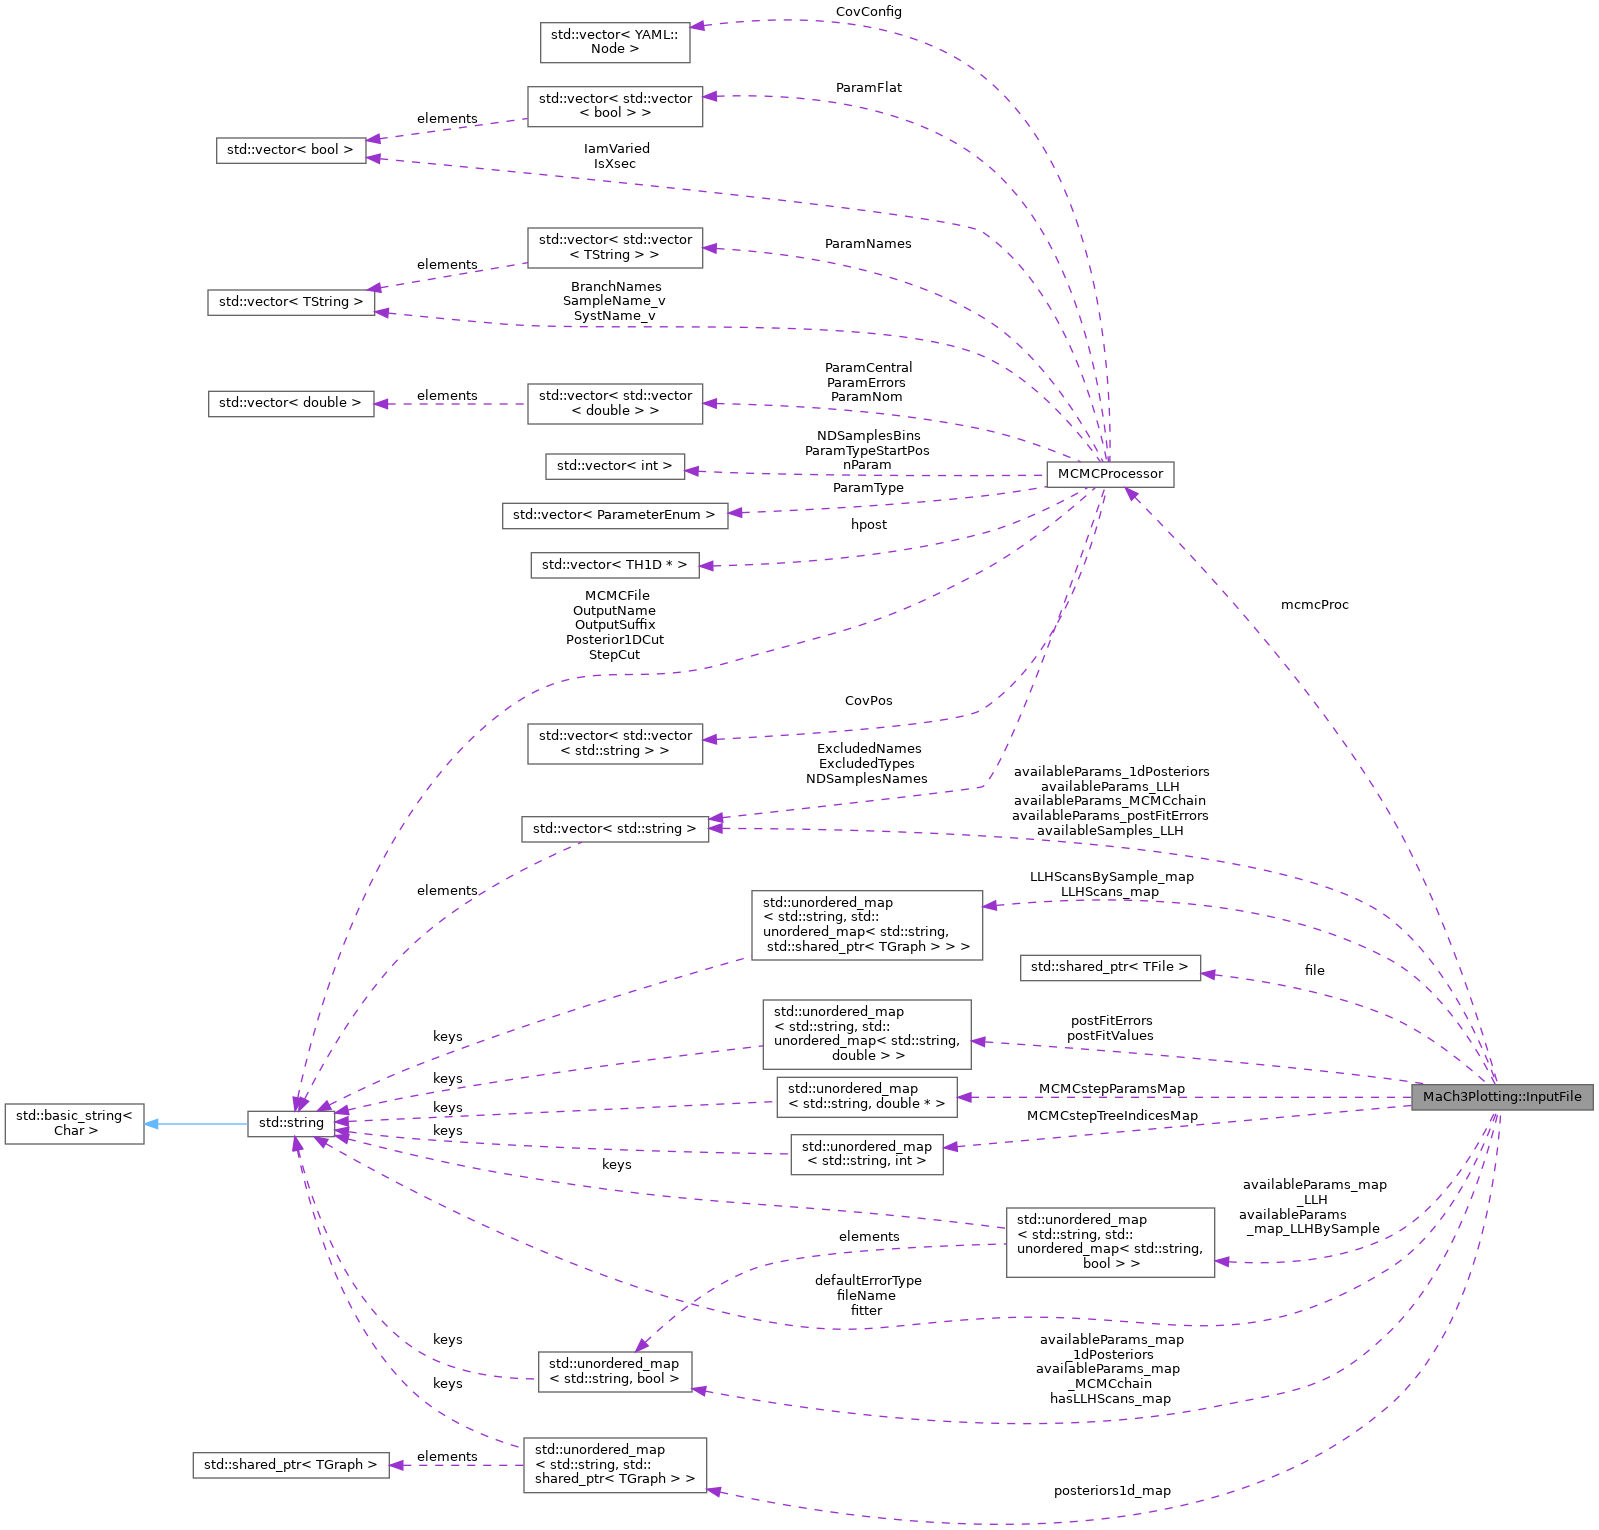 CovConfig
std::vector< YAML::
Node >
ParamFlat
std::vector< std::vector
< bool > >
elements
std::vector< bool >
IamVaried
IsXsec
std::vector< std::vector
< TString > >
ParamNames
elements
std::vector< TString >
BranchNames
SampleName_v
SystName_v
ParamCentral
ParamErrors
ParamNom
std::vector< double >
elements
std::vector< std::vector
< double > >
NDSamplesBins
ParamTypeStartPos
nParam
std::vector< int >
MCMCProcessor
ParamType
std::vector< ParameterEnum >
hpost
std::vector< TH1D * >
MCMCFile
OutputName
OutputSuffix
Posterior1DCut
StepCut
mcmcProc
CovPos
std::vector< std::vector
< std::string > >
ExcludedNames
ExcludedTypes
NDSamplesNames
availableParams_1dPosteriors
availableParams_LLH
availableParams_MCMCchain
availableParams_postFitErrors
availableSamples_LLH
std::vector< std::string >
elements
LLHScansBySample_map
LLHScans_map
std::unordered_map
< std::string, std::
unordered_map< std::string,
std::shared_ptr< TGraph > > >
std::shared_ptr< TFile >
file
keys
std::unordered_map
< std::string, std::
unordered_map< std::string,
double > >
postFitErrors
postFitValues
keys
std::unordered_map
< std::string, double * >
MCMCstepParamsMap
MaCh3Plotting::InputFile
keys
std::basic_string<
Char >
std::string
MCMCstepTreeIndicesMap
keys
std::unordered_map
< std::string, int >
keys
availableParams_map
_LLH
availableParams
_map_LLHBySample
std::unordered_map
< std::string, std::
unordered_map< std::string,
bool > >
elements
defaultErrorType
fileName
fitter
keys
std::unordered_map
< std::string, bool >
availableParams_map
_1dPosteriors
availableParams_map
_MCMCchain
hasLLHScans_map
keys
std::shared_ptr< TGraph >
elements
std::unordered_map
< std::string, std::
shared_ptr< TGraph > >
posteriors1d_map